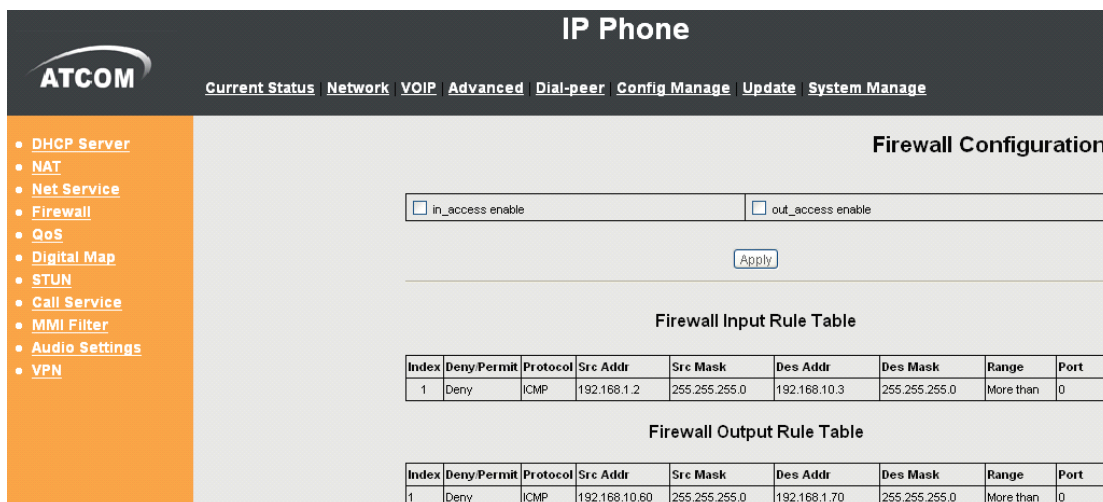 IP Phone
ATCOM
Current Status | Network | VOIP | Advanced | Dial-peer | Config Manage | Update | System Manage
DHCP Server
NAT
Net Service
Firewall
QoS
Digital Map
STUN
Call Service
MMI Filter
Audio Settings
VPN
Firewall Configuration
in_access enable out_access enable
Apply
Firewall Input Rule Table
Index Deny/Permit Protocol Src Addr Src Mask Des Addr Des Mask Range Port
1 Deny ICMP 192.168.1.2 255.255.255.0 192.168.10.3 255.255.255.0 More than 0
Firewall Output Rule Table
Index Deny/Permit Protocol Src Addr Src Mask Des Addr Des Mask Range Port
1 Deny ICMP 192.168.10.60 255.255.255.0 192.168.1.70 255.255.255.0 More than 0